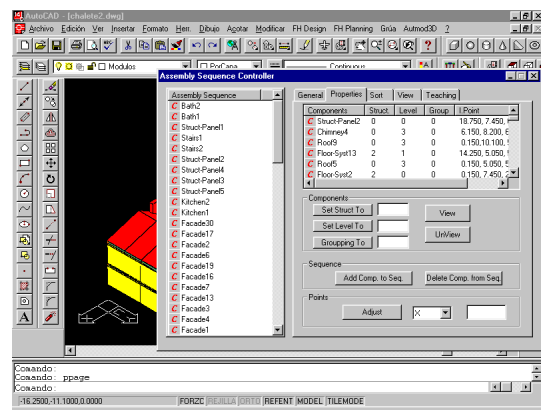 AutoCAD - [chalete2.dwg]
Archivo Edición Ver Insertar Formato Herr. Dibujo Acotar Modificar FH Design FH Planning Grúa Autmod3D ?
Modulos
PorCapa
Continuous
Assembly Sequence Controller
Assembly Sequence
Bath2
Bath1
Struct-Panel1
Stairs1
Stairs2
Struct-Panel2
Struct-Panel4
Struct-Panel3
Struct-Panel5
Kitchen2
Kitchen1
Facade30
Facade17
Facade2
Facade6
Facade19
Facade16
Facade7
Facade13
Facade3
Facade4
Facade1
General Properties Sort View Teaching
Components Struct. Level Group I.Point
Struct-Panel2 0 0 0 18.750, 7.450,
Chimney4 0 3 0 6.150, 8.200, 6
Roof9 0 3 0 0.150,10.100,
Floor-Syst13 2 1 0 14.250, 5.050,
Roof5 0 3 0 0.150, 5.050, 5
Floor-Syst2 2 0 0 0.150, 7.450, 2
Components
Set Struct To
View
Set Level To
UnView
Groupping To
Sequence
Add Comp. to Seq.
Delete Comp. from Seq.
Points
Adjust
X
Comando:
Comando: ppage
Comando:
-16.2500,-11.1000,0.0000
FORZC REJILLA ORTO REFENT MODEL TILEMODE